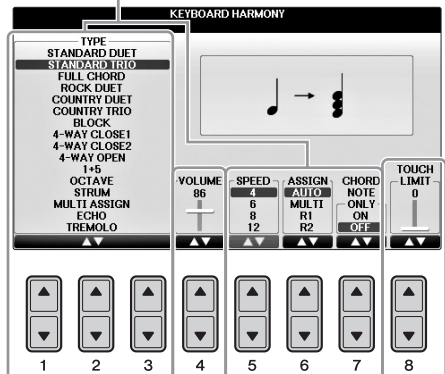 KEYBOARD HARMONY
TYPE
STANDARD DUET
STANDARD TRIO
FULL CHORD
ROCK DUET
COUNTRY DUET
COUNTRY TRIO
BLOCK
4-WAY CLOSE1
4-WAY CLOSE2
4-WAY OPEN
1+5
OCTAVE
STRUM
MULTI ASSIGN
ECHO
TREMOLO
VOLUME
86
SPEED
4
6
8
12
ASSIGN
AUTO
MULTI
R1
R2
CHORD
NOTE
ONLY
ON
OFF
TOUCH
LIMIT
0
1 2 3 4 5 6 7 8